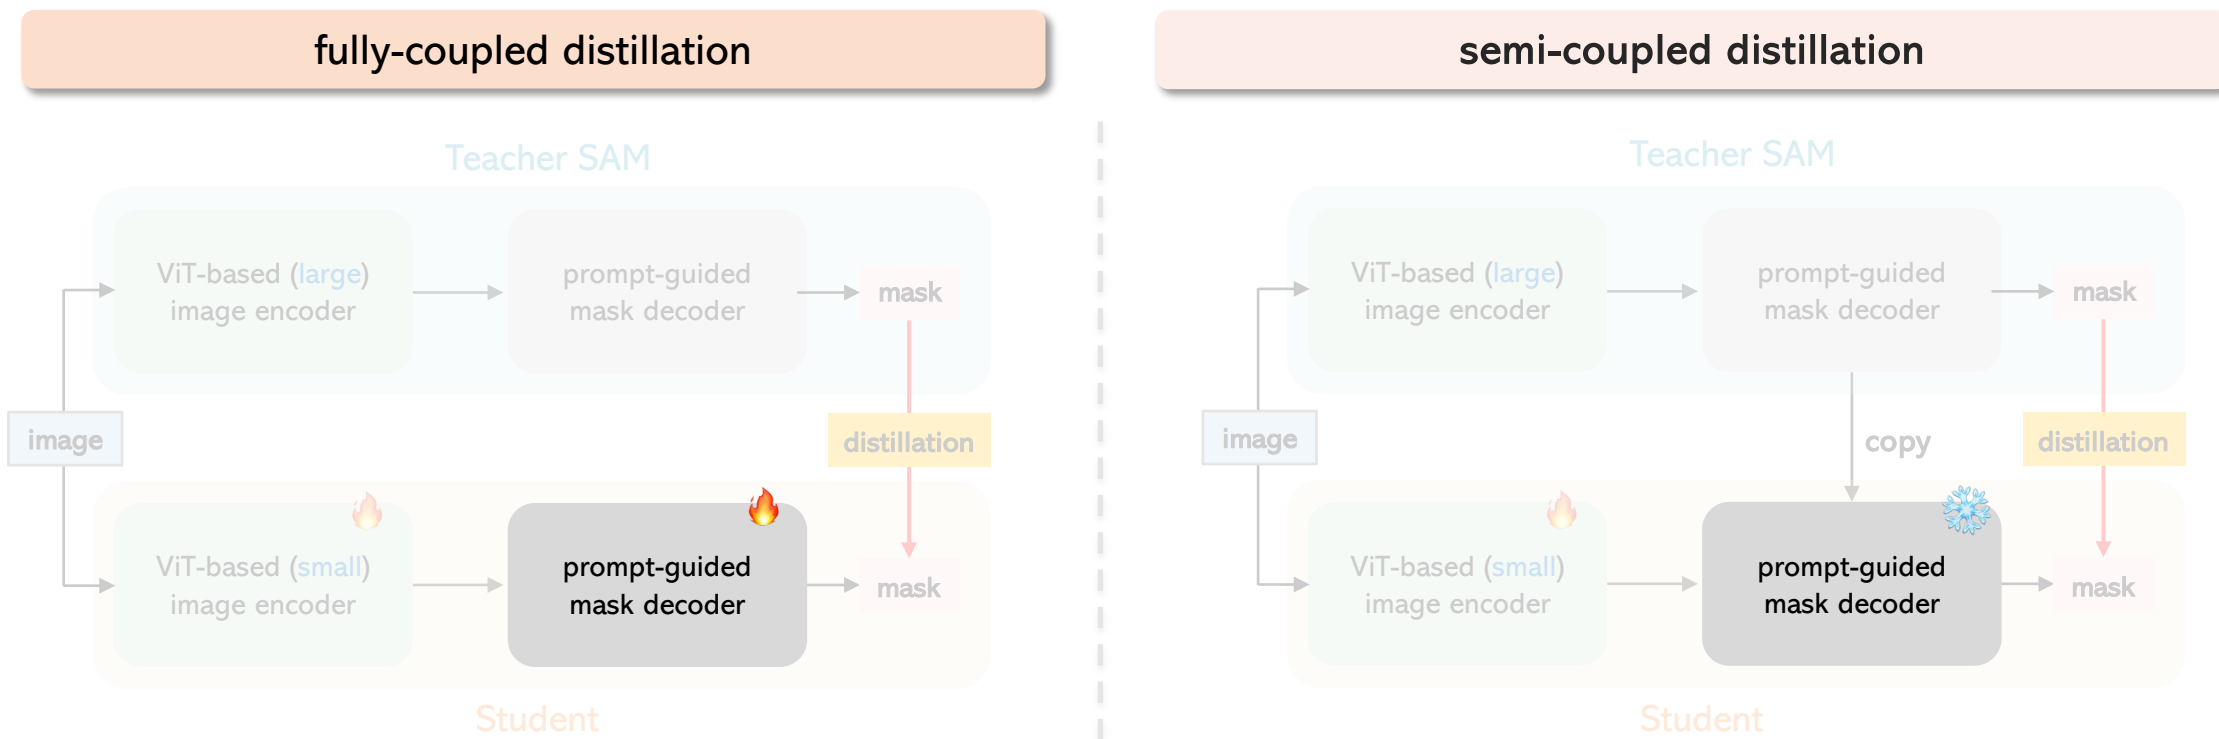 fully-coupled distillation
Teacher SAM
ViT-based (large)
image encoder
prompt-guided
mask decoder
mask
image
distillation
ViT-based (small)
image encoder
prompt-guided
mask decoder
mask
Student
semi-coupled distillation
Teacher SAM
ViT-based (large)
image encoder
prompt-guided
mask decoder
mask
image
copy
distillation
ViT-based (small)
image encoder
prompt-guided
mask decoder
mask
Student